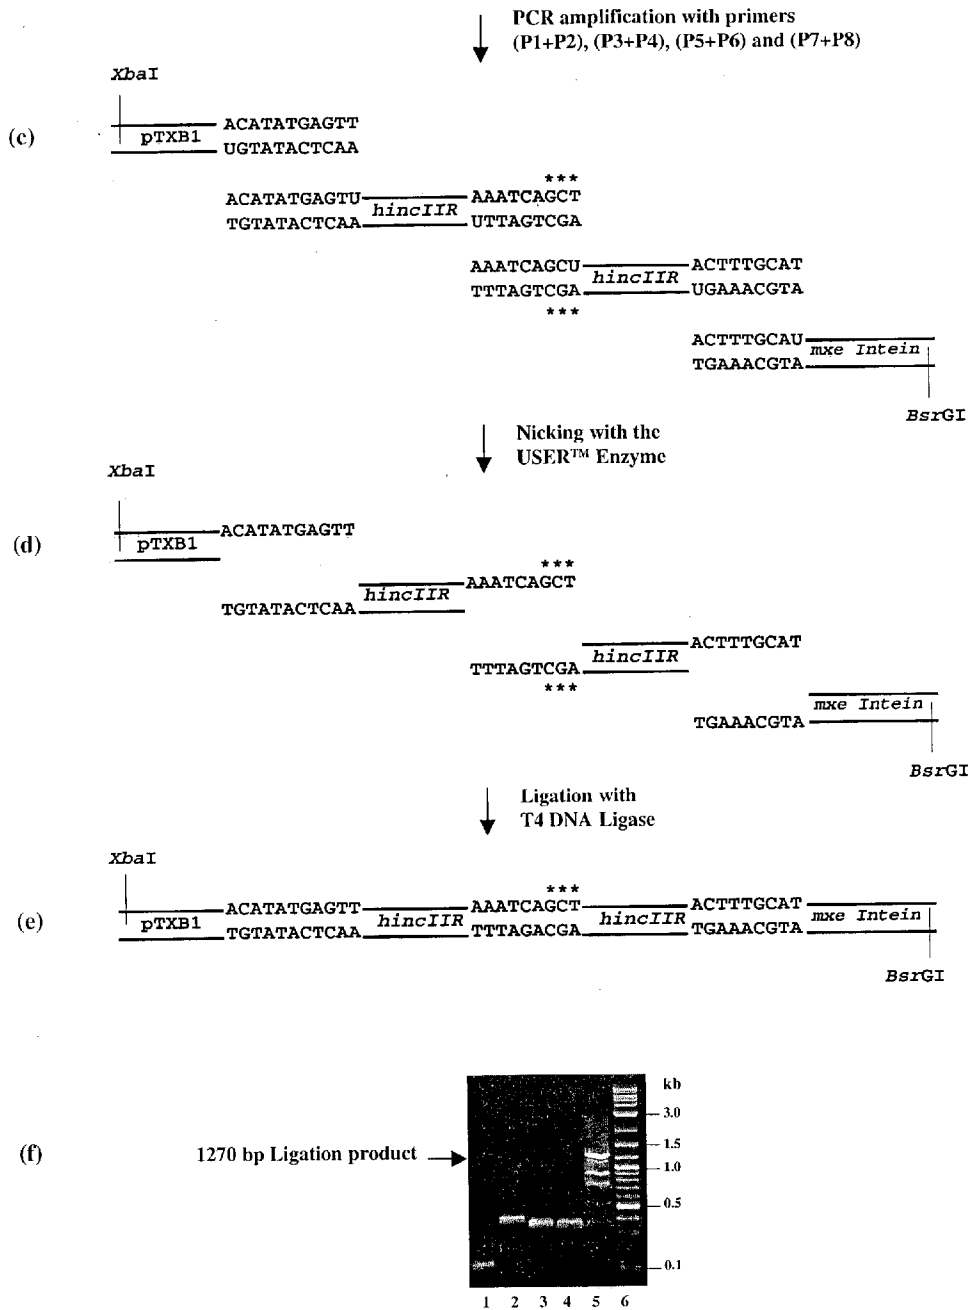 PCR amplification with primers
(P1+P2), (P3+P4), (P5+P6) and (P7+P8)
XbaI
(c)
ACATATGAGTT
pTXB1
UGTATACTCAA
***
ACATATGAGTU AAATCAGCT
hincIIR
TGTATACTCAA UTTAGTCGA
AAATCAGCU ACTTTGCAT
hincIIR
TTTAGTCGA UGAAACGTA
***
ACTTTGCAU
mxe Intein
TGAAACGTA
BsrGI
Nicking with the
USER™ Enzyme
XbaI
(d)
ACATATGAGTT
pTXB1
***
AAATCAGCT
hincIIR
TGTATACTCAA
ACTTTGCAT
hincIIR
TTTAGTCGA
***
mxe Intein
TGAAACGTA
BsrGI
Ligation with
T4 DNA Ligase
XbaI
***
(e)
ACATATGAGTT AAATCAGCT ACTTTGCAT
pTXB1 hincIIR hincIIR mxe Intein
TGTATACTCAA TTTAGACGA TGAAACGTA
BsrGI
kb
3.0
(f)
1270 bp Ligation product
1.5
1.0
0.5
0.1
1 2 3 4 5 6